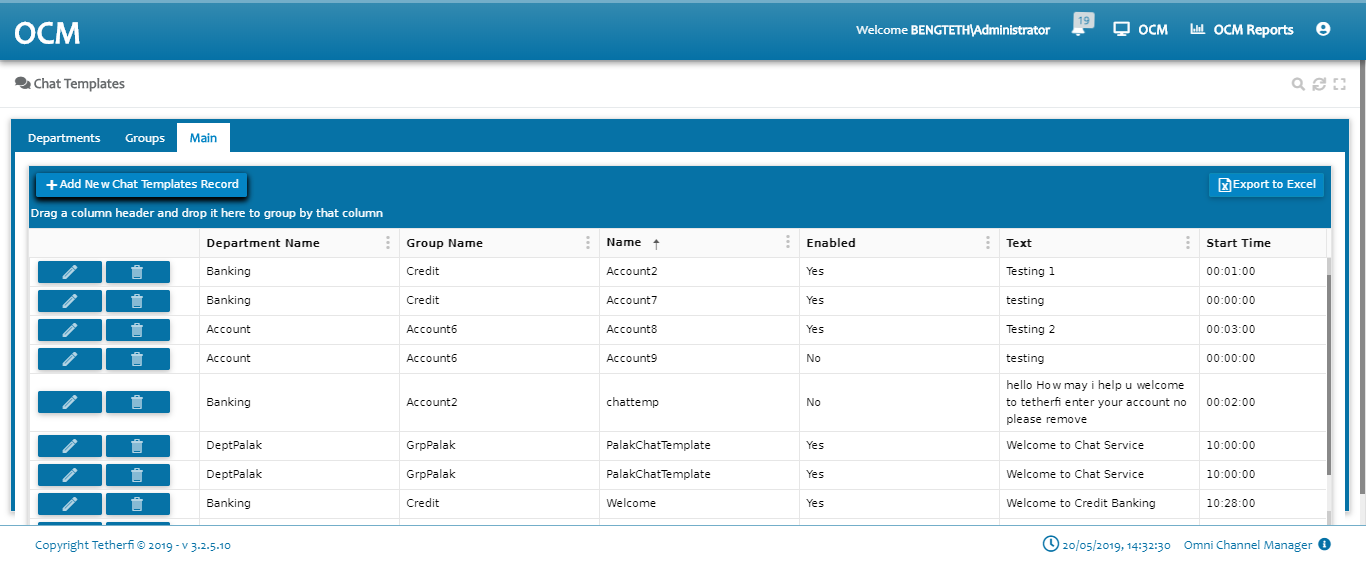 OCM
Welcome BENGTETH\Administrator 19 OCM OCM Reports
Chat Templates
Departments Groups Main
Add New Chat Templates Record Export to Excel
Drag a column header and drop it here to group by that column
Department Name Group Name Name Enabled Text Start Time
Banking Credit Account2 Yes Testing 1 00:01:00
Banking Credit Account7 Yes testing 00:00:00
Account Account6 Account8 Yes Testing 2 00:03:00
Account Account6 Account9 No testing 00:00:00
Banking Account2 chattemp No hello How may i help u welcome
to tetherfi enter your account no
please remove 00:02:00
DeptPalak GrpPalak PalakChatTemplate Yes Welcome to Chat Service 10:00:00
DeptPalak GrpPalak PalakChatTemplate Yes Welcome to Chat Service 10:00:00
Banking Credit Welcome Yes Welcome to Credit Banking 10:28:00
Copyright Tetherfi © 2019 - v 3.2.5.10 20/05/2019, 14:32:30 Omni Channel Manager